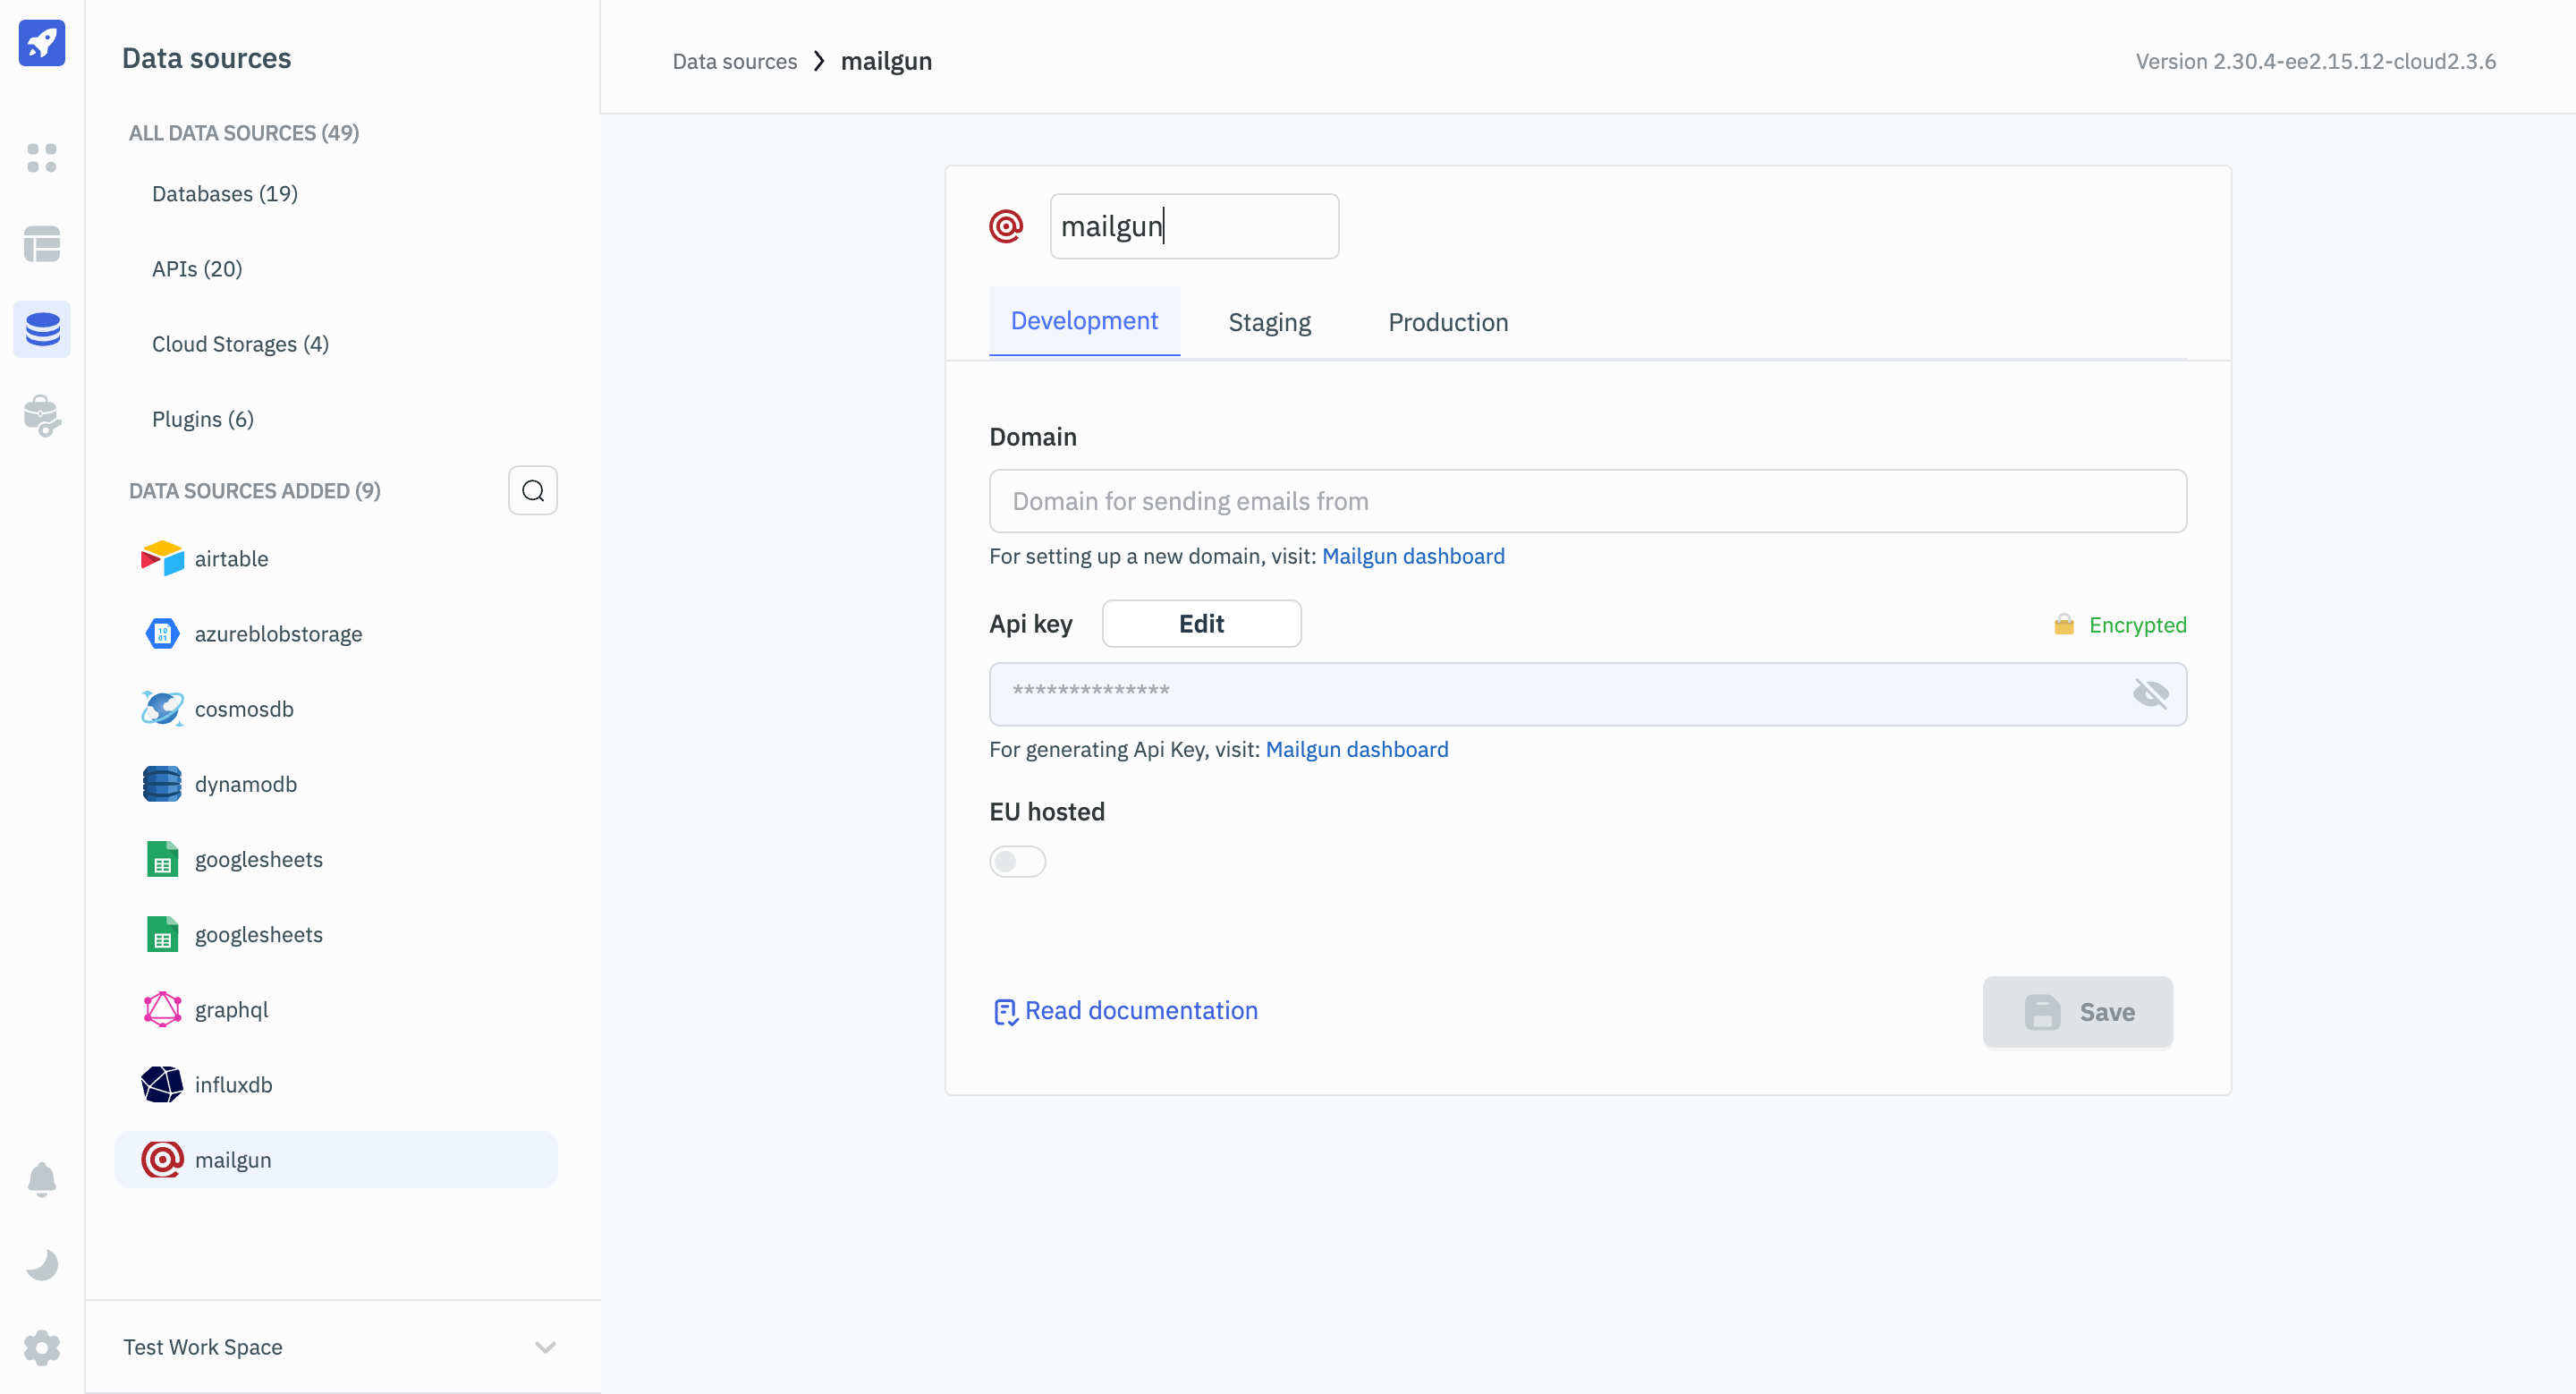 Data sources
ALL DATA SOURCES (49)
Databases (19)
APIs (20)
Cloud Storages (4)
Plugins (6)
DATA SOURCES ADDED (9)
airtable
10
01
azureblobstorage
cosmosdb
dynamodb
googlesheets
googlesheets
graphql
influxdb
mailgun
Test Work Space
Data sources > mailgun
Version 2.30.4-ee2.15.12-cloud2.3.6
mailgun
Development Staging Production
Domain
Domain for sending emails from
For setting up a new domain, visit: Mailgun dashboard
Api key Edit Encrypted
**************
For generating Api Key, visit: Mailgun dashboard
EU hosted
Read documentation
Save